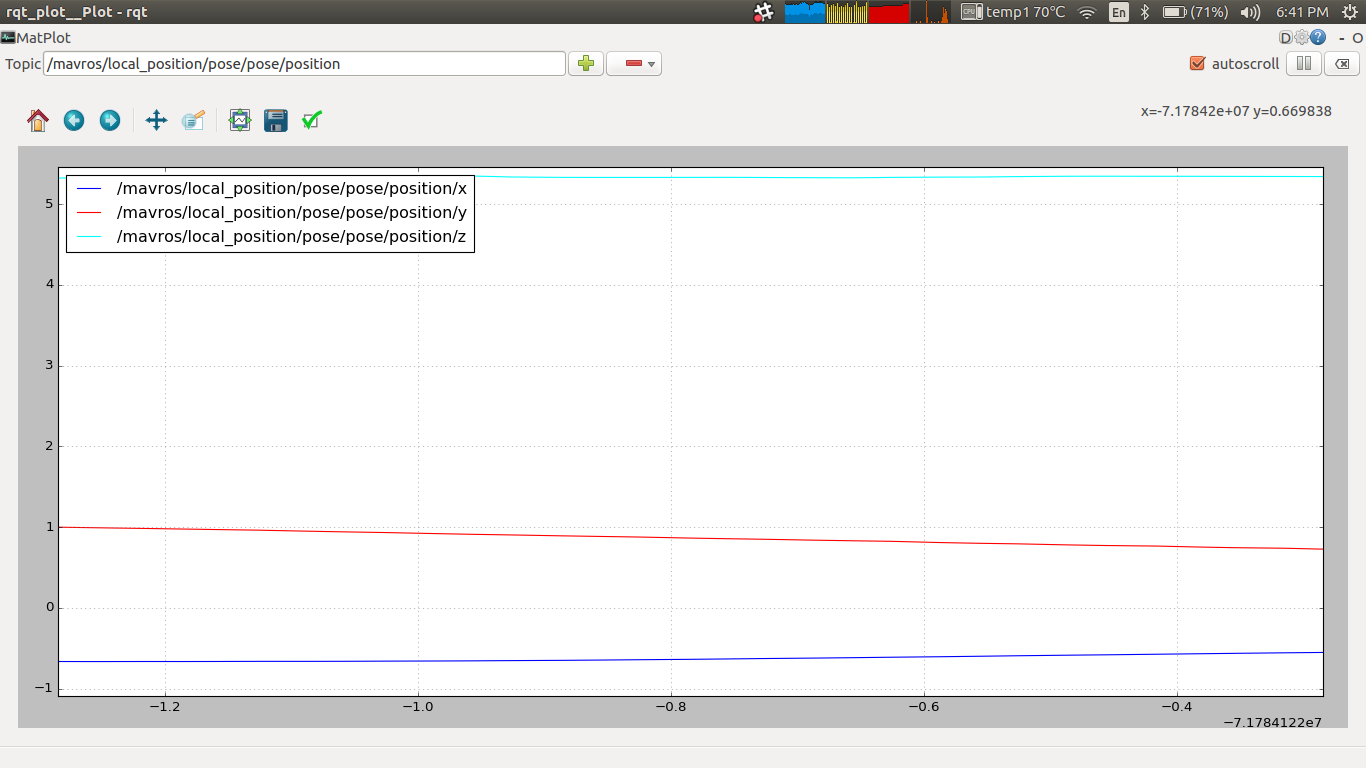 rqt_plot__Plot - rqt
CPU temp1 70°C En (71%) 6:41 PM
MatPlot D ? - O
Topic /mavros/local_position/pose/pose/position autoscroll
x=-7.17842e+07 y=0.669838
/mavros/local_position/pose/pose/position/x
/mavros/local_position/pose/pose/position/y
/mavros/local_position/pose/pose/position/z
5
4
3
2
1
0
−1
−1.2 −1.0 −0.8 −0.6 −0.4
−7.1784122e7